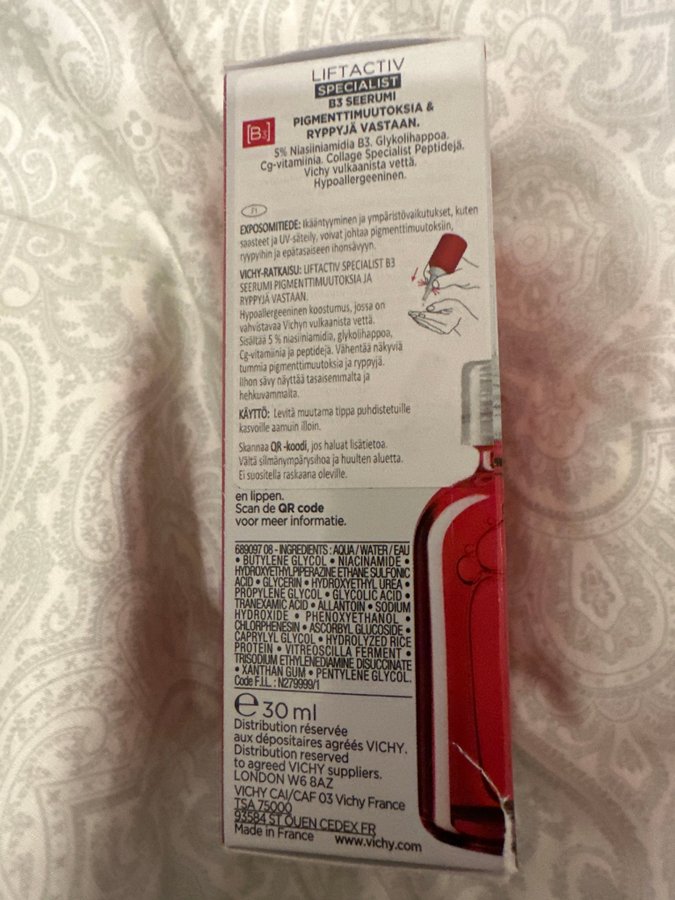 LIFTACTIV
SPECIALIST
B3 SEERUMI
PIGMENTTIMUUTOKSIA &
RYPPYJÄ VASTAAN.
[B3]
5% Niasiiniamidia B3. Glykolihappoa.
Cg-vitamiinia. Collage Specialist Peptidejä.
Vichy vulkaanista vettä.
Hypoallergeeninen.
FI
EXPOSOMITIEDE: Ikääntyminen ja ympäristövaikutukset, kuten
saasteet ja UV-säteily, voivat johtaa pigmenttimuutoksiin,
ryppyihin ja epätasaiseen ihonsävyyn.
VICHY-RATKAISU: LIFTACTIV SPECIALIST B3
SEERUMI PIGMENTTIMUUTOKSIA JA
RYPPYJÄ VASTAAN.
Hypoallergeeninen koostumus, jossa on
vahvistavaa Vichyn vulkaanista vettä.
Sisältää 5 % niasiiniamidia, glykolihappoa,
Cg-vitamiinia ja peptidejä. Vähentää näkyviä
tummia pigmenttimuutoksia ja ryppyjä.
Iihon sävy näyttää tasaisemmalta ja
hehkuvammalta.
KÄYTTÖ: Levitä muutama tippa puhdistetuille
kasvoille aamuin illoin.
Skannaa QR -koodi, jos haluat lisätietoa.
Vältä silmänympärysihoa ja huulten aluetta.
Ei suositella raskaana oleville.
en lippen.
Scan de QR code
voor meer informatie.
689097 08 - INGREDIENTS : AQUA / WATER / EAU
• BUTYLENE GLYCOL • NIACINAMIDE •
HYDROXYETHYLPIPERAZINE ETHANE SULFONIC
ACID • GLYCERIN • HYDROXYETHYL UREA •
PROPYLENE GLYCOL • GLYCOLIC ACID •
TRANEXAMIC ACID • ALLANTOIN • SODIUM
HYDROXIDE • PHENOXYETHANOL •
CHLORPHENESIN • ASCORBYL GLUCOSIDE •
CAPRYLYL GLYCOL • HYDROLYZED RICE
PROTEIN • VITREOSCILLA FERMENT •
TRISODIUM ETHYLENEDIAMINE DISUCCINATE
• XANTHAN GUM • PENTYLENE GLYCOL.
Code F.I.L. : N279999/1
e 30 ml
Distribution réservée
aux dépositaires agréés VICHY.
Distribution reserved
to agreed VICHY suppliers.
LONDON W6 8AZ
VICHY CAI/CAF 03 Vichy France
TSA 75000
93584 ST OUEN CEDEX FR
Made in France www.vichy.com